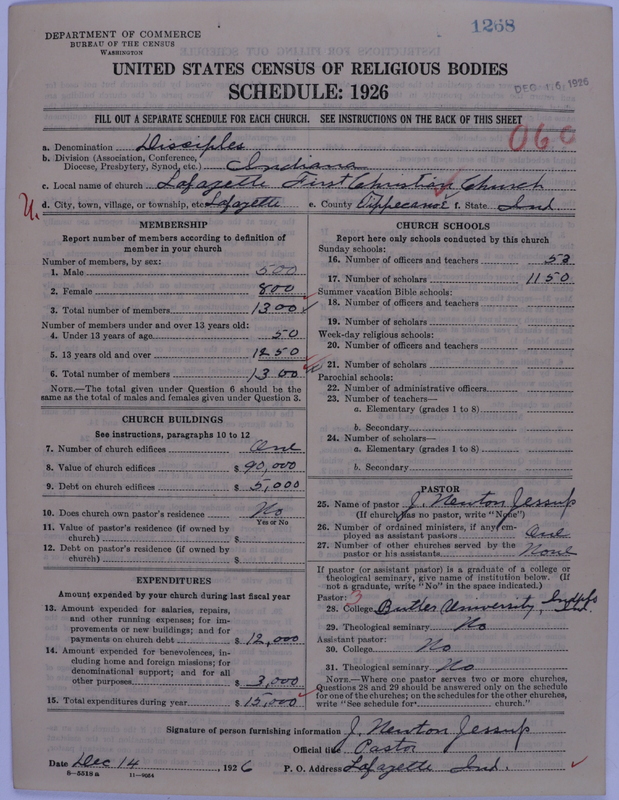 1268
DEPARTMENT OF COMMERCE
BUREAU OF THE CENSUS
WASHINGTON
UNITED STATES CENSUS OF RELIGIOUS BODIES
SCHEDULE: 1926
DEC 16 1926
FILL OUT A SEPARATE SCHEDULE FOR EACH CHURCH. SEE INSTRUCTIONS ON THE BACK OF THIS SHEET
060
a. Denomination Disciples
b. Division (Association, Conference,
Diocese, Presbytery, Synod, etc.) Indiana
c. Local name of church Lafayette First Christian Church
U. d. City, town, village, or township, etc. Lafayette e. County Tippecanoe f. State Ind
MEMBERSHIP
Report number of members according to definition of
member in your church
Number of members, by sex:
1. Male 500
2. Female 800
3. Total number of members 1300
Number of members under and over 13 years old:
4. Under 13 years of age 50
5. 13 years old and over 1250
6. Total number of members 1300
NOTE.—The total given under Question 6 should be the
same as the total of males and females given under Question 3.
CHURCH BUILDINGS
See instructions, paragraphs 10 to 12
7. Number of church edifices One
8. Value of church edifices $ 90,000
9. Debt on church edifices $ 5,000
10. Does church own pastor's residence No
Yes or No
11. Value of pastor's residence (if owned by
church) $
12. Debt on pastor's residence (if owned by
church) $
EXPENDITURES
Amount expended by your church during last fiscal year
13. Amount expended for salaries, repairs,
and other running expenses; for im-
provements or new buildings; and for
payments on church debt $ 12,000
14. Amount expended for benevolences, in-
cluding home and foreign missions; for
denominational support; and for all
other purposes $ 3,000
15. Total expenditures during year $ 15,000
CHURCH SCHOOLS
Report here only schools conducted by this church
Sunday schools:
16. Number of officers and teachers 53
17. Number of scholars 1150
Summer vacation Bible schools:
18. Number of officers and teachers
19. Number of scholars
Week-day religious schools:
20. Number of officers and teachers
21. Number of scholars
Parochial schools:
22. Number of administrative officers
23. Number of teachers—
a. Elementary (grades 1 to 8)
b. Secondary
24. Number of scholars—
a. Elementary (grades 1 to 8)
b. Secondary
PASTOR
25. Name of pastor J. Newton Jessup
(If church has no pastor, write "None")
26. Number of ordained ministers, if any, em-
ployed as assistant pastors One
27. Number of other churches served by the
pastor or his assistants None
If pastor (or assistant pastor) is a graduate of a college or
theological seminary, give name of institution below. (If
not a graduate, write "No" in the space indicated.)
Pastor: 3
28. College Butler University, Indpls Ind.
29. Theological seminary No
Assistant pastor:
30. College No
31. Theological seminary No
NOTE.—Where one pastor serves two or more churches,
Questions 28 and 29 should be answered only on the schedule
for one of the churches; on the schedules for the other churches,
write "See schedule for church."
Signature of person furnishing information J. Newton Jessup
Official title Pastor
Date Dec 14, 1926 P. O. Address Lafayette Ind.
8—5518 a 11—9684